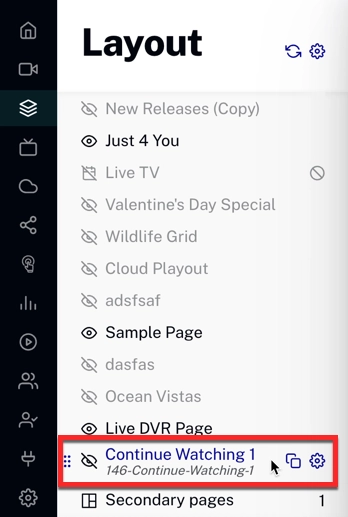 Layout
New Releases (Copy)
Just 4 You
Live TV
Valentine's Day Special
Wildlife Grid
Cloud Playout
adsfsaf
Sample Page
dasfas
Ocean Vistas
Live DVR Page
Continue Watching 1
146-Continue-Watching-1
Secondary pages 1